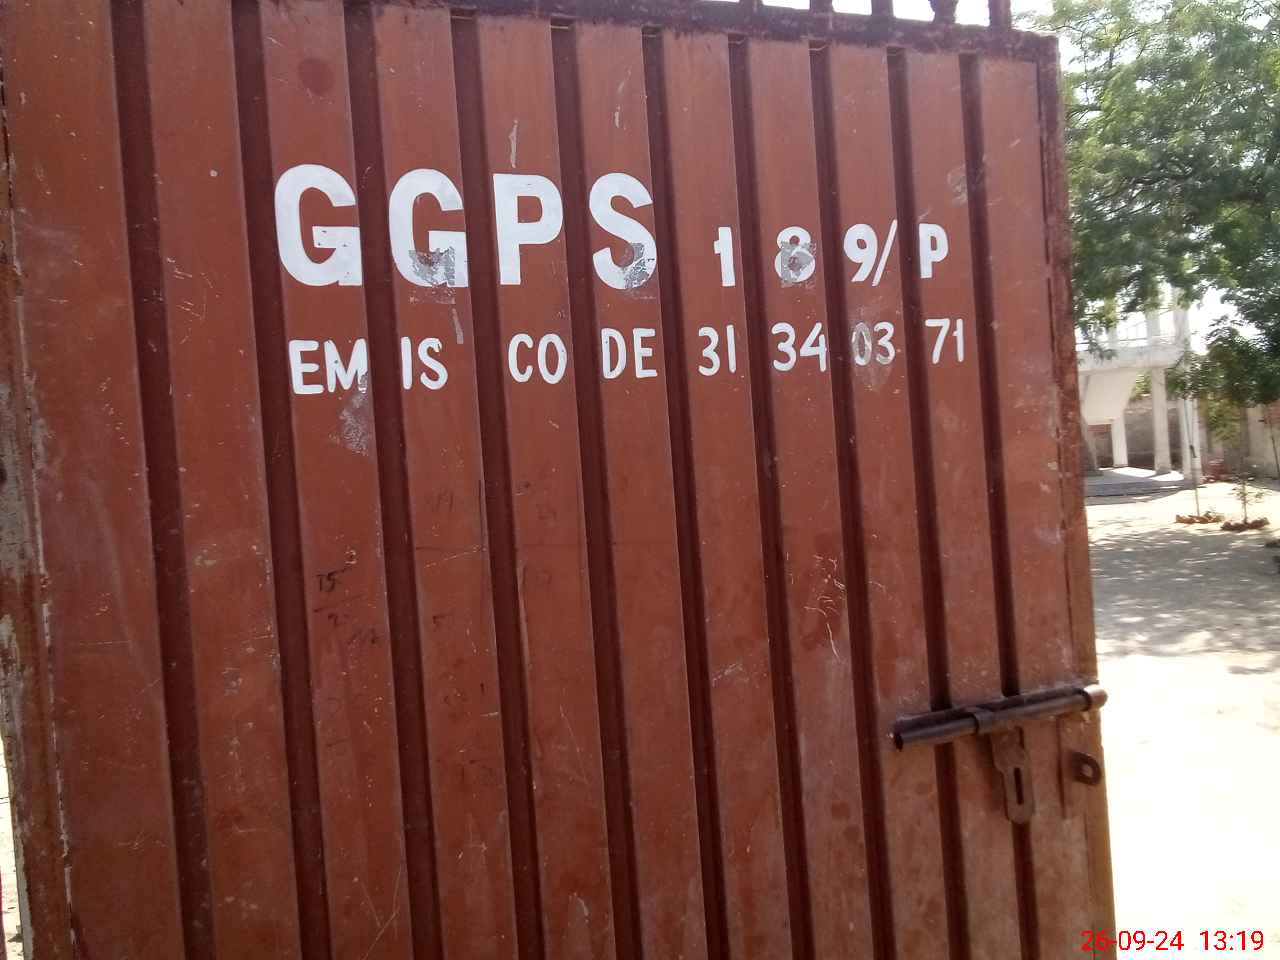 GGPS 189/P
EMIS CODE 31340371
26-09-24 13:19